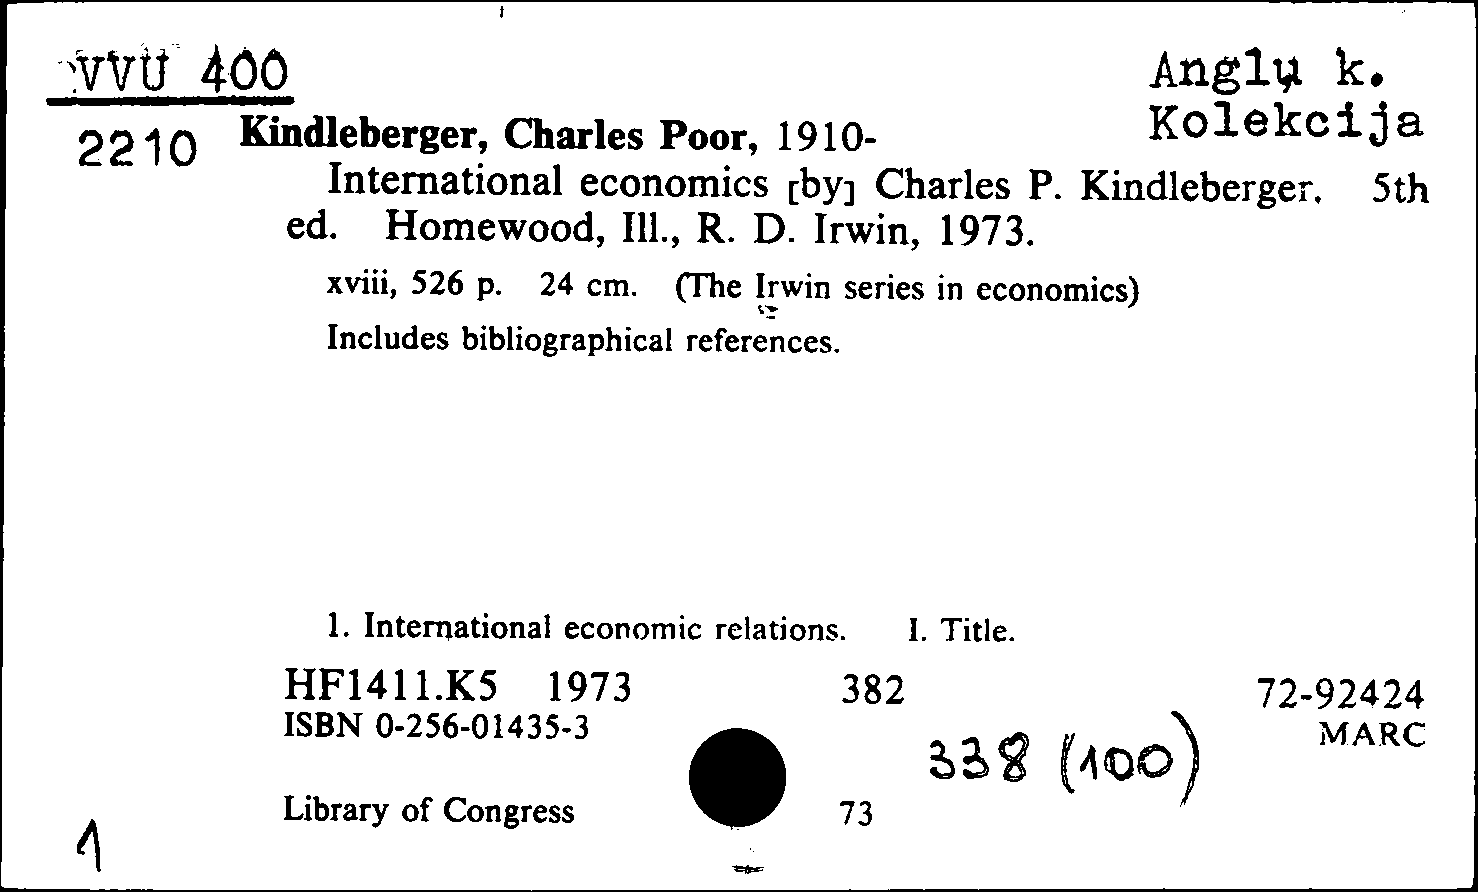 VVU 400
Anglų k.
Kolekcija
2210
Kindleberger, Charles Poor, 1910-
International economics [by] Charles P. Kindleberger. 5th
ed. Homewood, Ill., R. D. Irwin, 1973.
xviii, 526 p. 24 cm. (The Irwin series in economics)
Includes bibliographical references.
1. International economic relations. I. Title.
HF1411.K5 1973 382 72-92424
ISBN 0-256-01435-3 MARC
338 (100)
Library of Congress 73
1